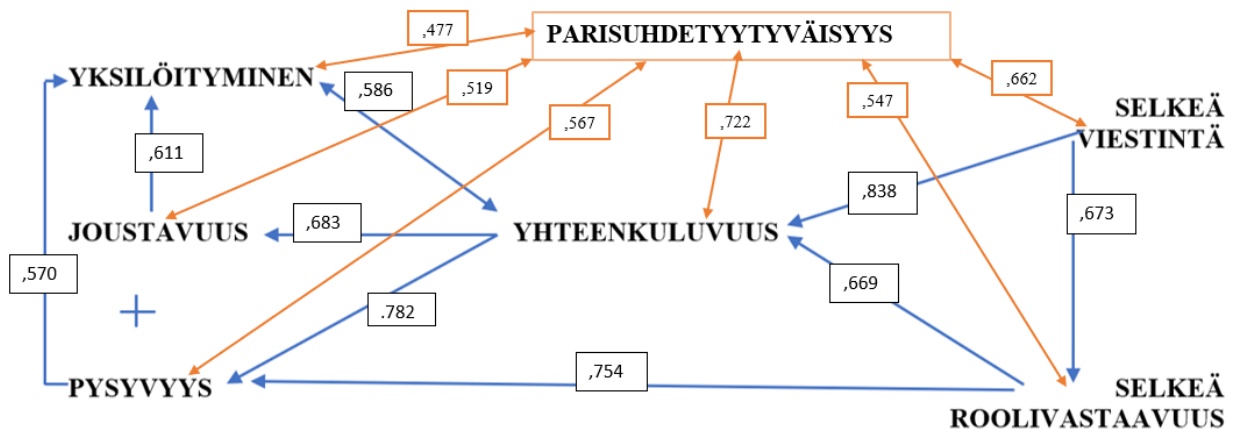 ,477
PARISUHDETYYTYVÄISYYS
YKSILÖITYMINEN
,586
,519
,567
,722
,547
,662
SELKEÄ
VIESTINTÄ
,611
,838
,673
JOUSTAVUUS
,683
YHTEENKULUVUUS
,570
.782
,669
+
PYSYVYYS
,754
SELKEÄ
ROOLIVASTAAVUUS